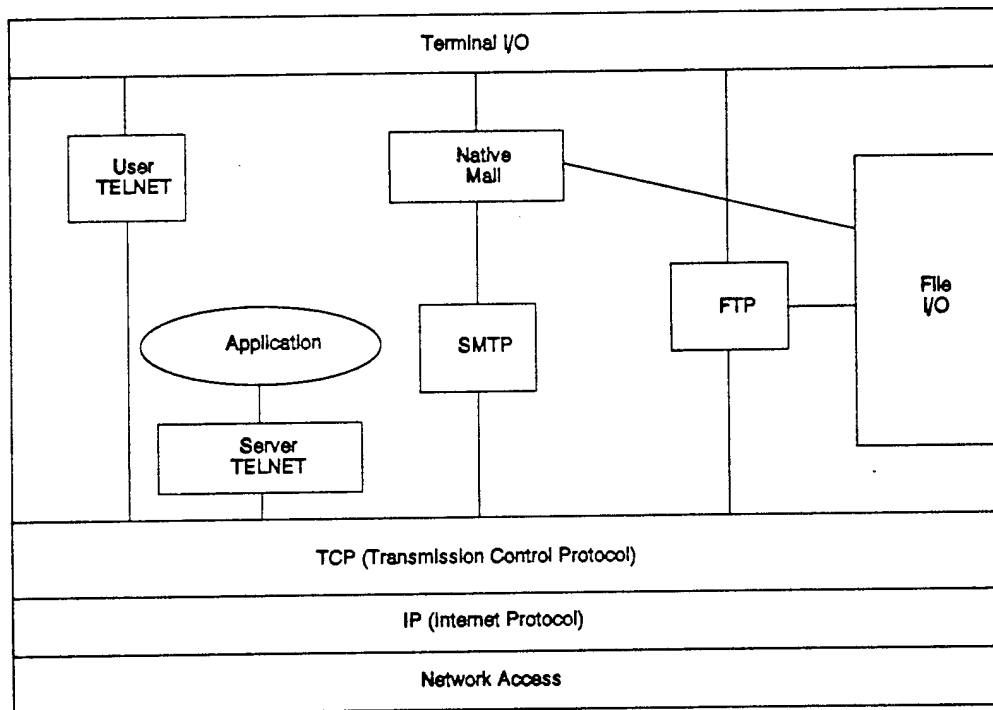 Terminal I/O
User
TELNET
Native
Mail
File
I/O
FTP
Application
SMTP
Server
TELNET
TCP (Transmission Control Protocol)
IP (Internet Protocol)
Network Access